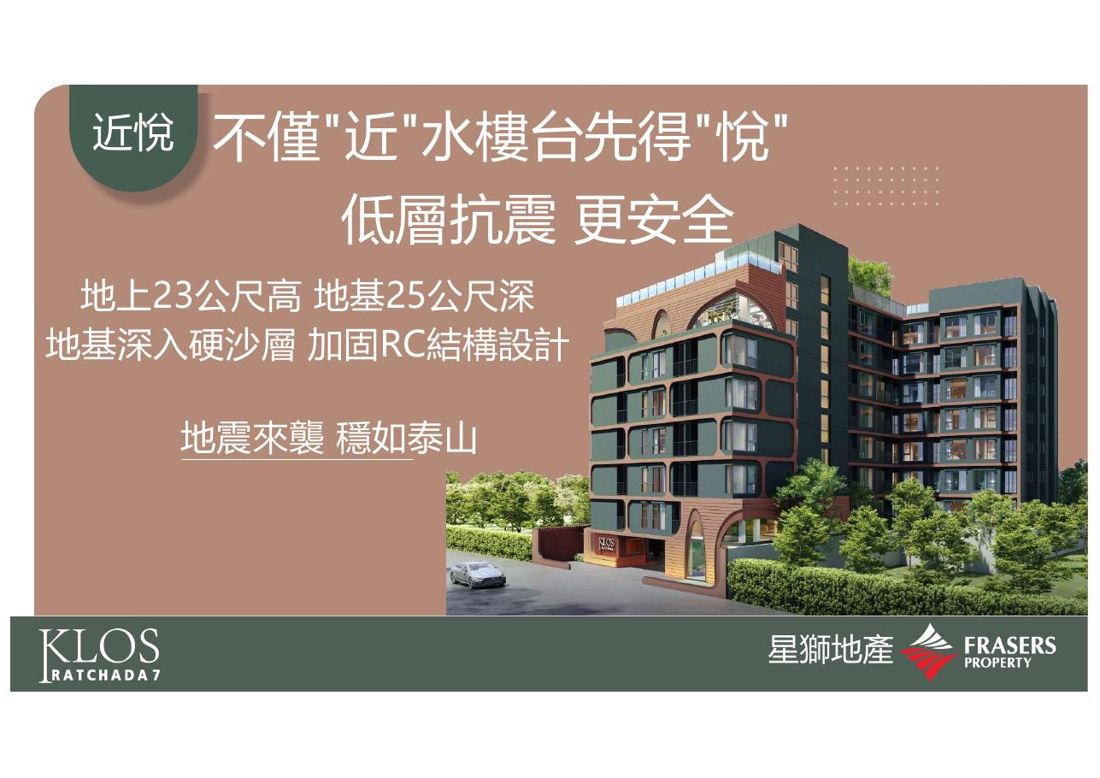 近悅
不僅"近"水樓台先得"悅"
低層抗震 更安全
地上23公尺高 地基25公尺深
地基深入硬沙層 加固RC結構設計
地震來襲 穩如泰山
KLOS
KLOS
RATCHADA 7
星獅地產
FRASERS
PROPERTY